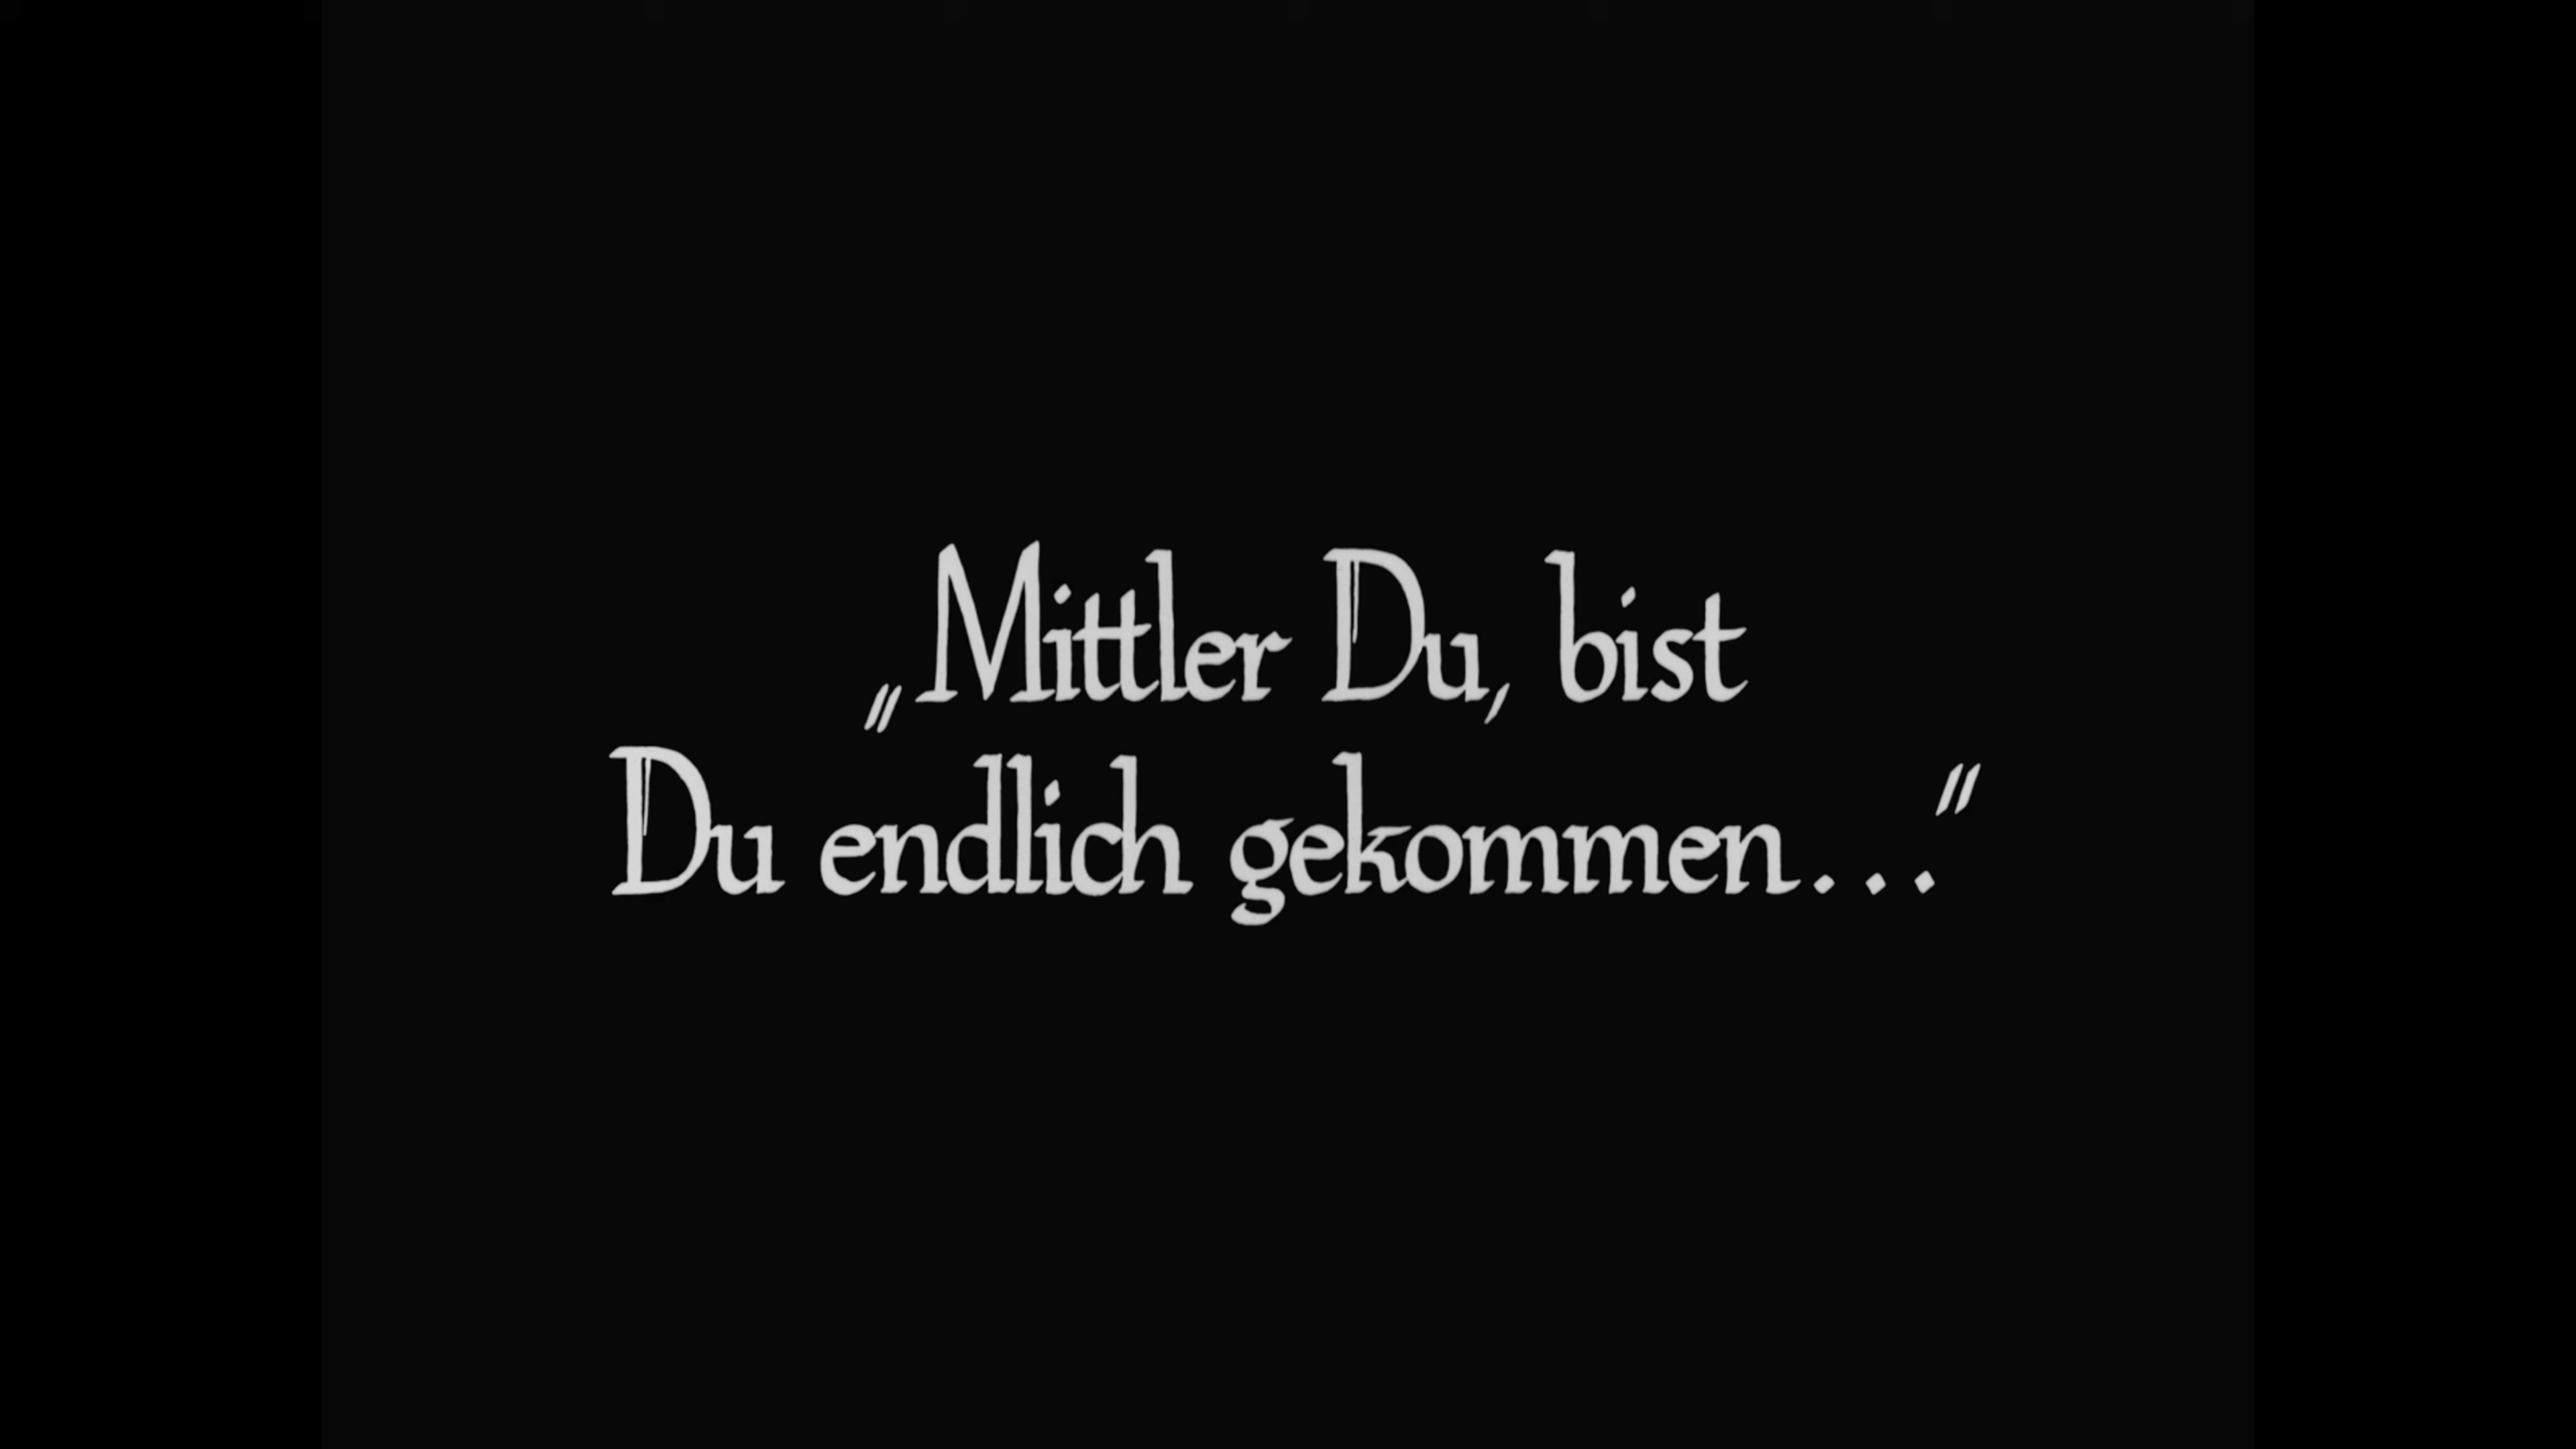 „Mittler Du, bist
Du endlich gekommen...“